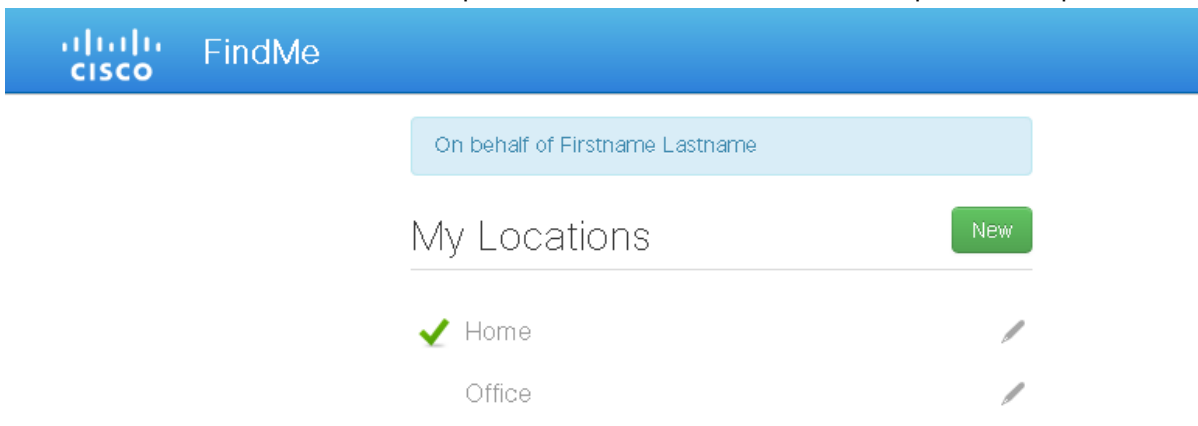 CISCO FindMe
On behalf of Firstname Lastname
My Locations New
Home
Office